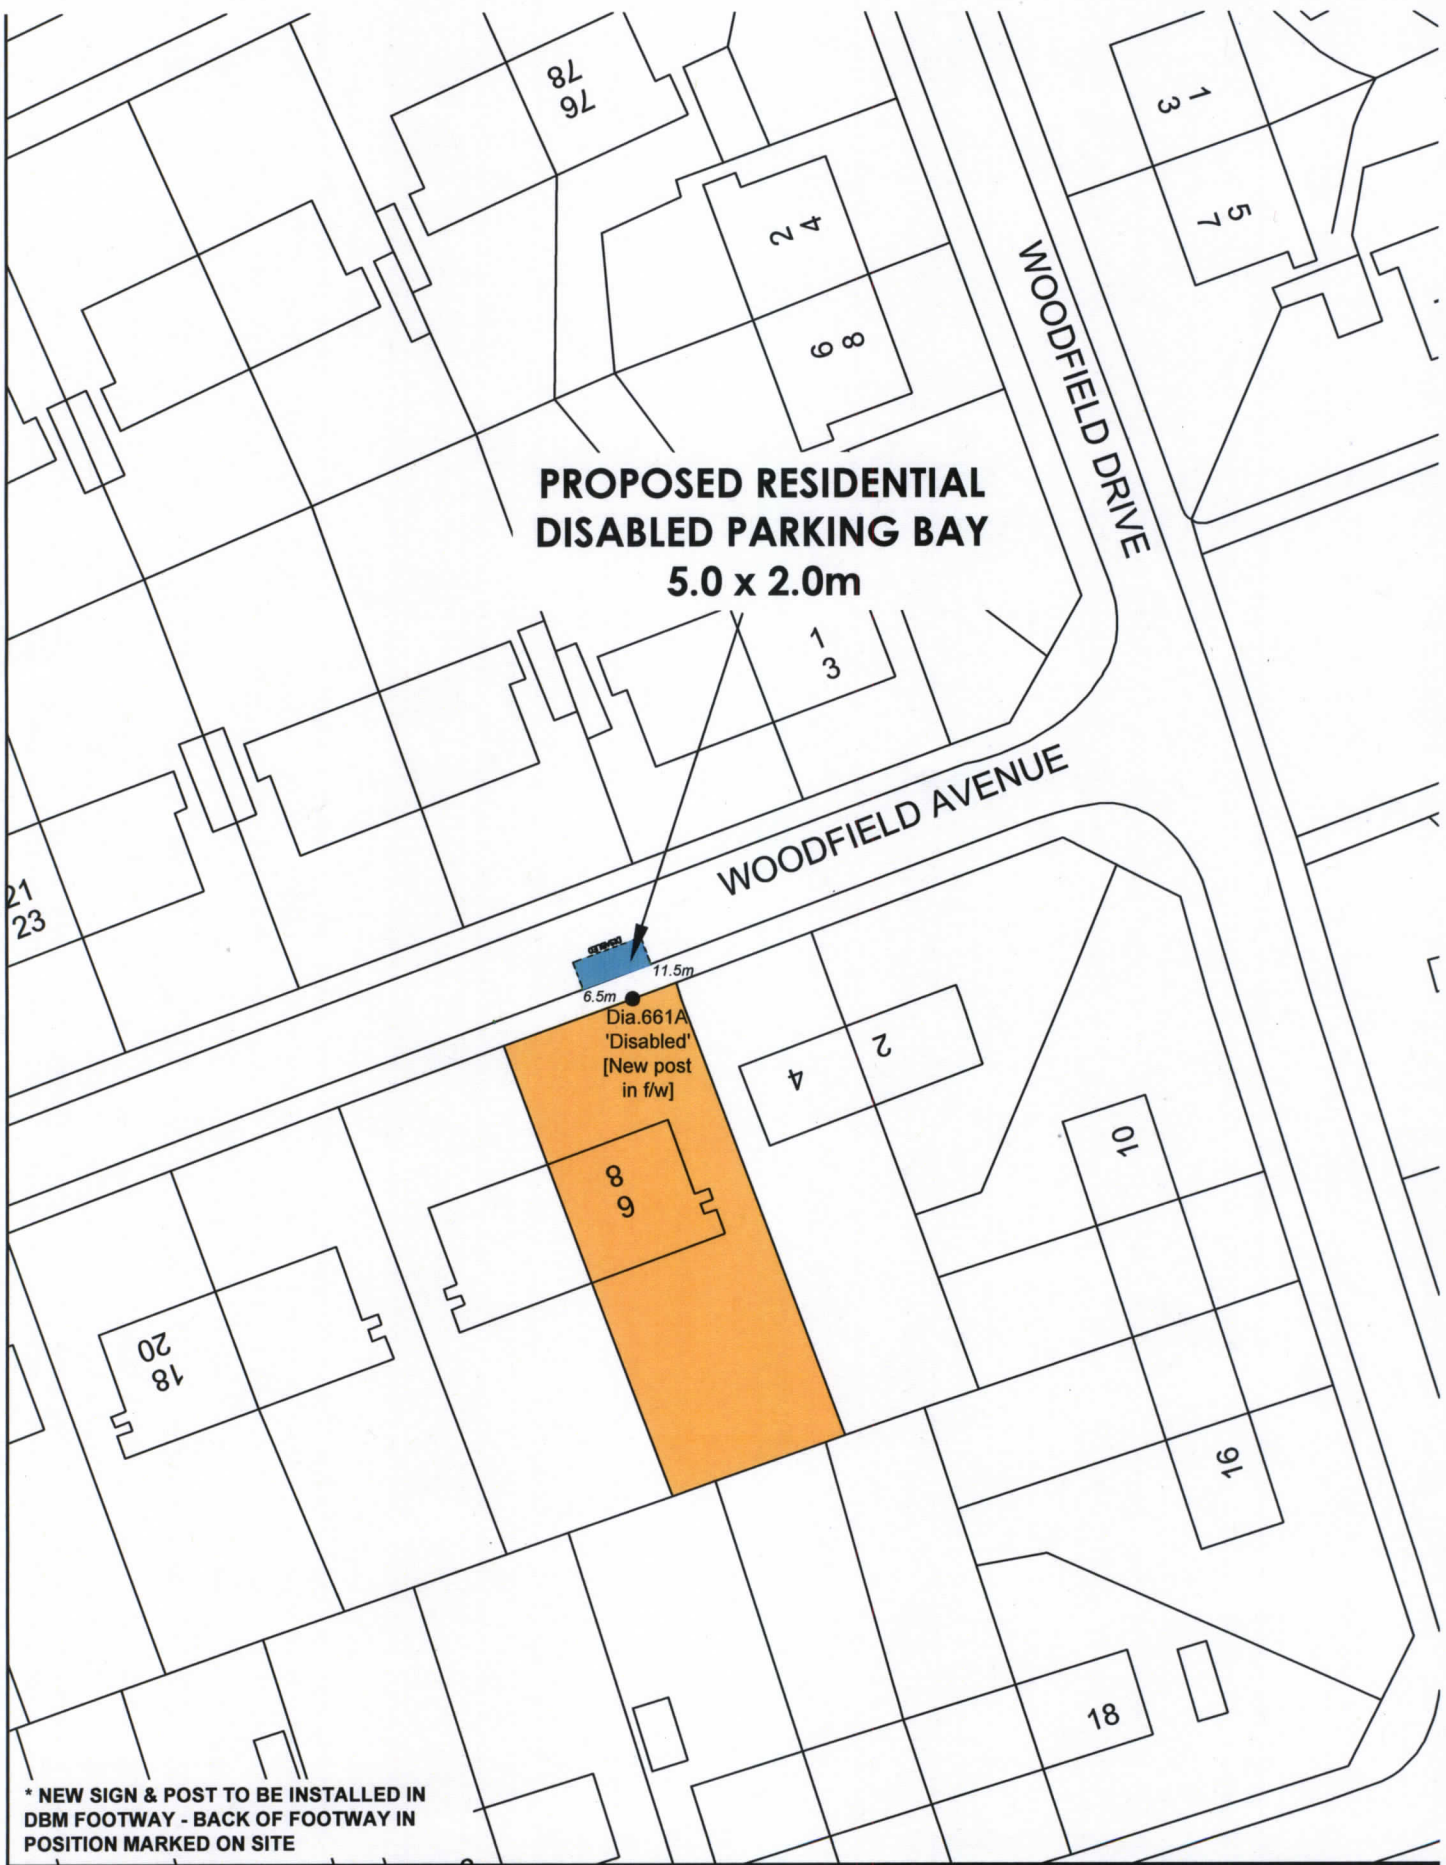 78
76
1
3
4
2
5
7
8
6
WOODFIELD DRIVE
PROPOSED RESIDENTIAL
DISABLED PARKING BAY
5.0 x 2.0m
1
3
WOODFIELD AVENUE
21
23
DISABLED
11.5m
6.5m
Dia.661A
'Disabled'
[New post
in f/w]
2
4
10
8
6
20
18
16
18
* NEW SIGN & POST TO BE INSTALLED IN
DBM FOOTWAY - BACK OF FOOTWAY IN
POSITION MARKED ON SITE